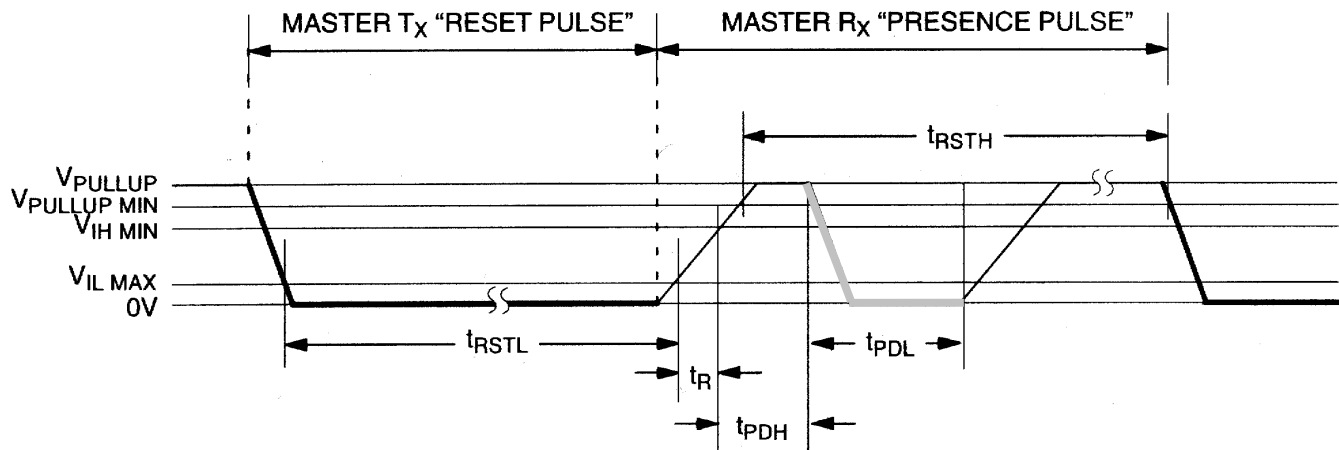 MASTER TX “RESET PULSE”
MASTER RX “PRESENCE PULSE”
tRSTH
VPULLUP
VPULLUP MIN
VIH MIN
VIL MAX
0V
tRSTL
tPDL
tR
tPDH